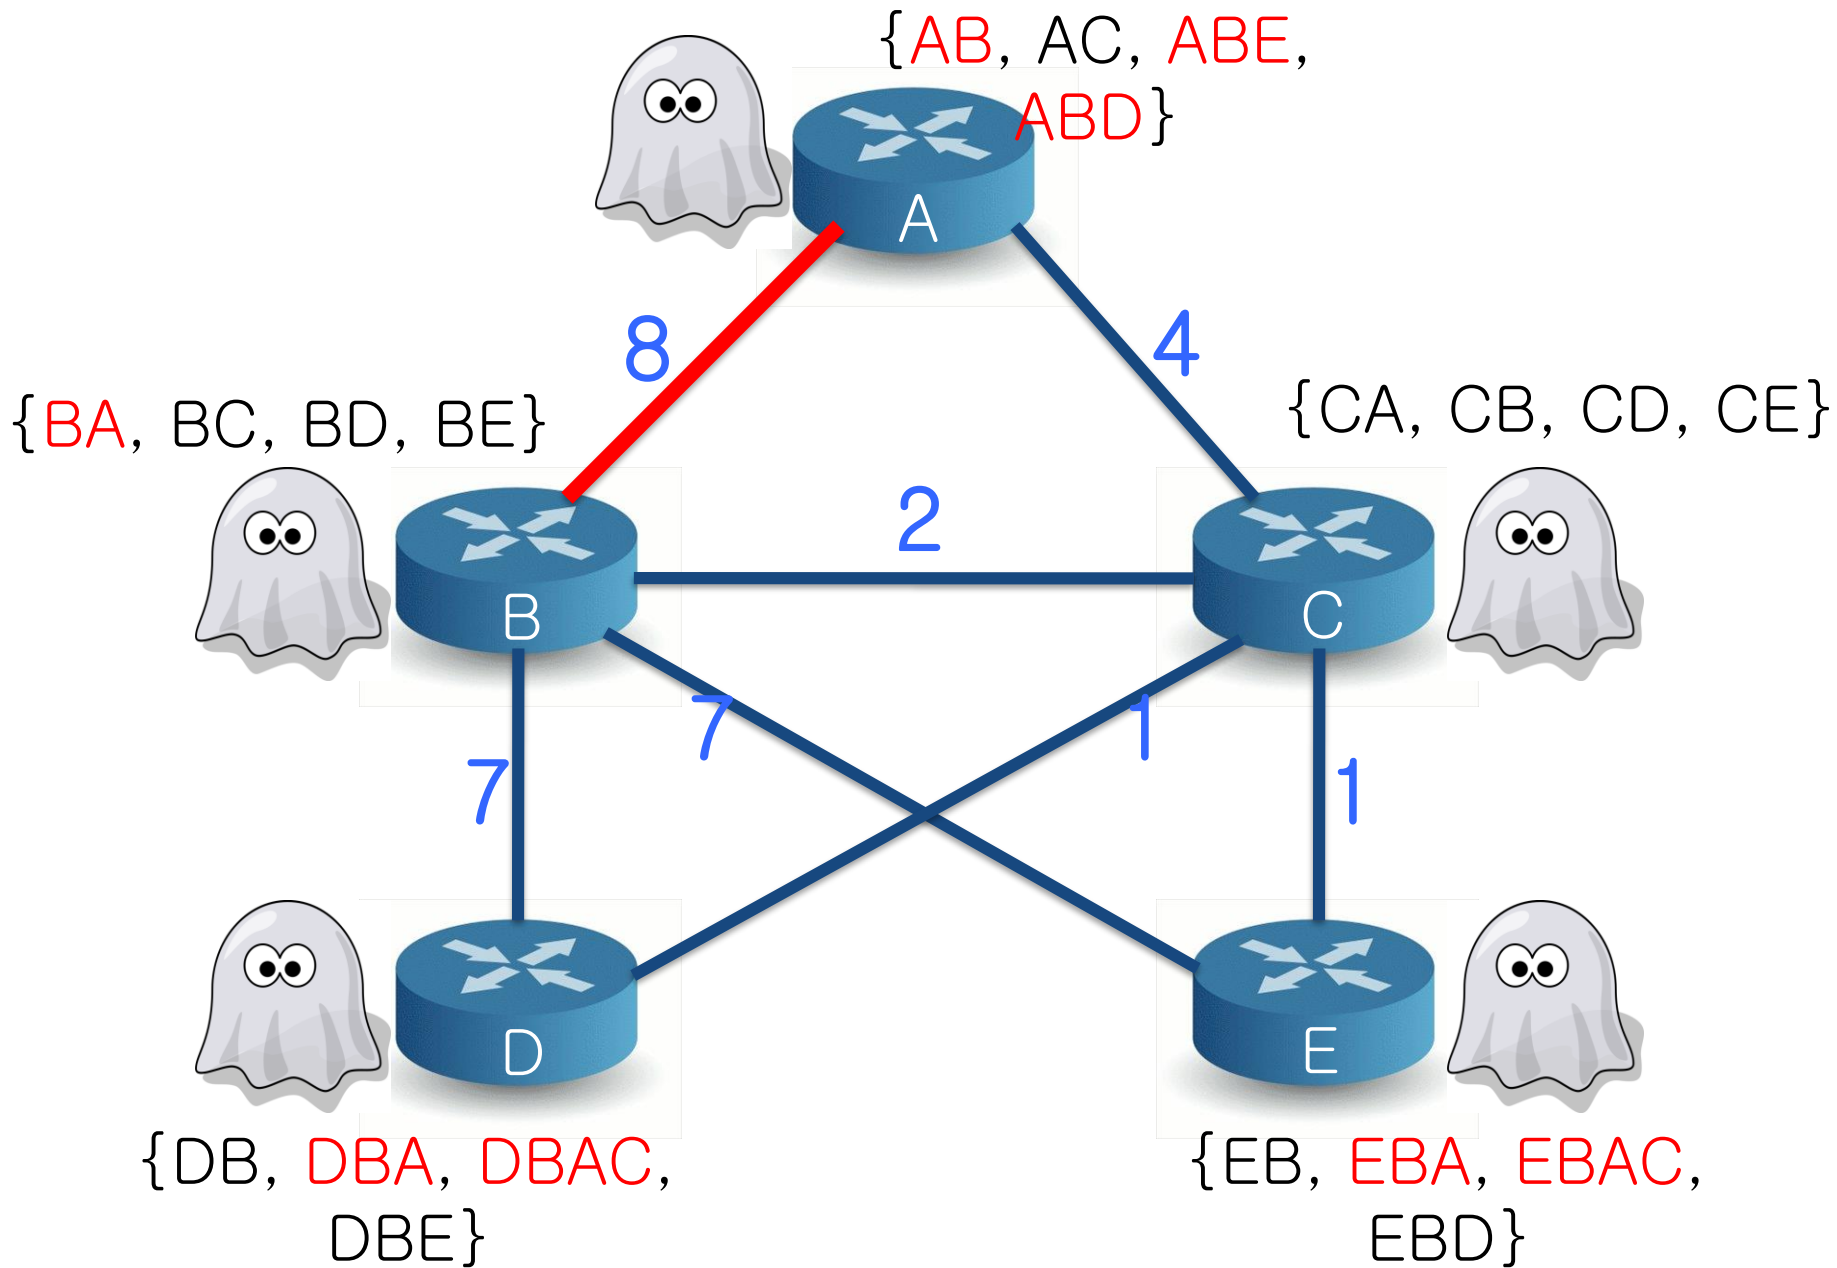 {AB, AC, ABE,
ABD}
A
8
4
{BA, BC, BD, BE}
{CA, CB, CD, CE}
2
B
C
7
1
7
1
D
E
{DB, DBA, DBAC,
DBE}
{EB, EBA, EBAC,
EBD}